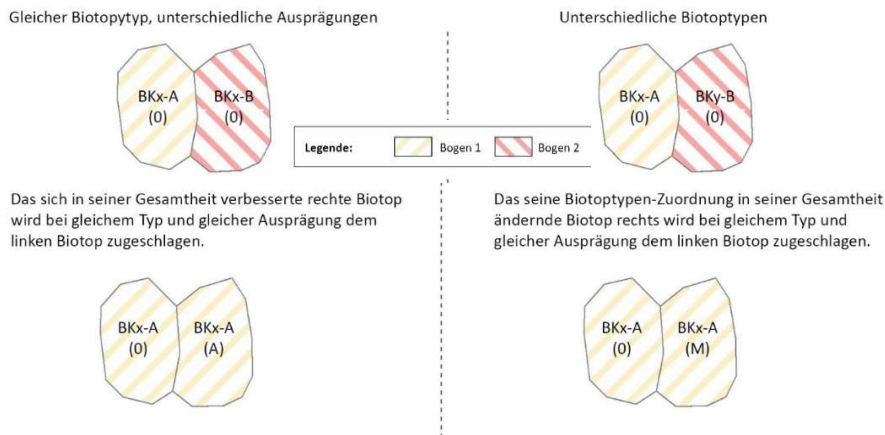 Gleicher Biotopytyp, unterschiedliche Ausprägungen
BKx-A
(0)
BKx-B
(0)
Unterschiedliche Biotoptypen
BKx-A
(0)
BKy-B
(0)
Legende:
Bogen 1
Bogen 2
Das sich in seiner Gesamtheit verbesserte rechte Biotop
wird bei gleichem Typ und gleicher Ausprägung dem
linken Biotop zugeschlagen.
BKx-A
(0)
BKx-A
(A)
Das seine Biotoptypen-Zuordnung in seiner Gesamtheit
ändernde Biotop rechts wird bei gleichem Typ und
gleicher Ausprägung dem linken Biotop zugeschlagen.
BKx-A
(0)
BKx-A
(M)